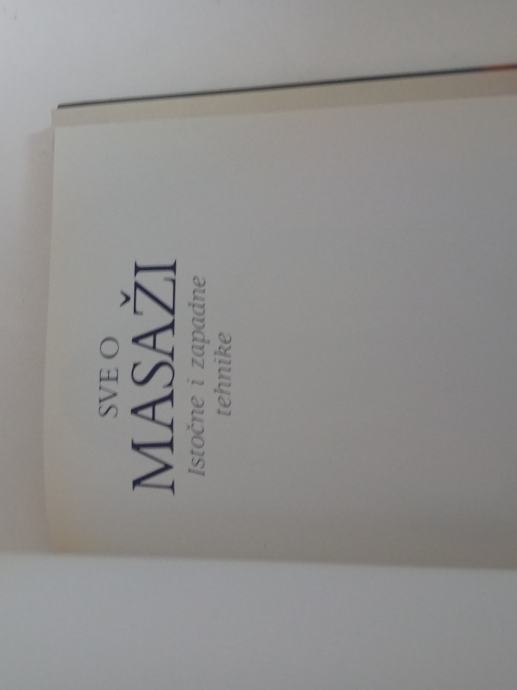 SVE O
MASAŽI
Istočne i zapadne
tehnike